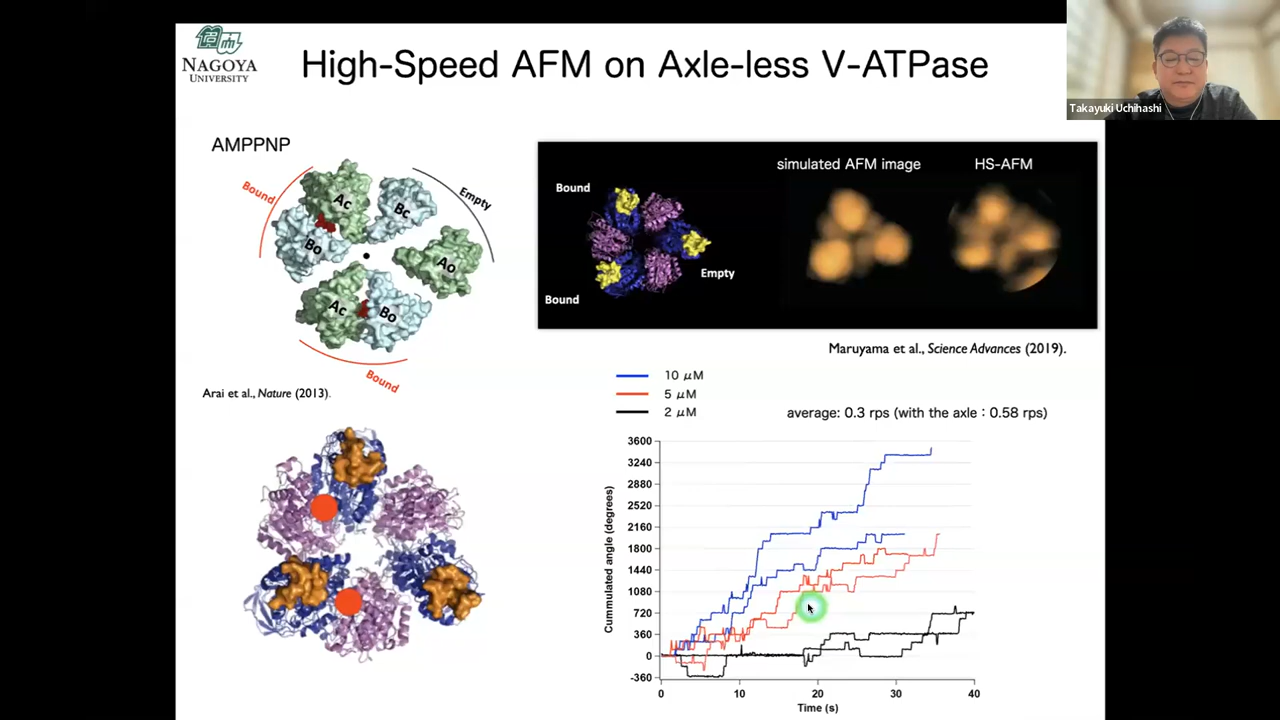 NAGOYA
UNIVERSITY
High-Speed AFM on Axle-less V-ATPase
Takayuki Uchihashi
AMPPNP
Bound
Empty
Ac
Bc
Bo
Ao
Ac
Bo
Bound
Arai et al., Nature (2013).
simulated AFM image
HS-AFM
Bound
Empty
Bound
Maruyama et al., Science Advances (2019).
10 μM
5 μM
2 μM
average: 0.3 rps (with the axle : 0.58 rps)
Cummulated angle (degrees)
3600
3240
2880
2520
2160
1800
1440
1080
720
360
0
-360
0 10 20 30 40
Time (s)